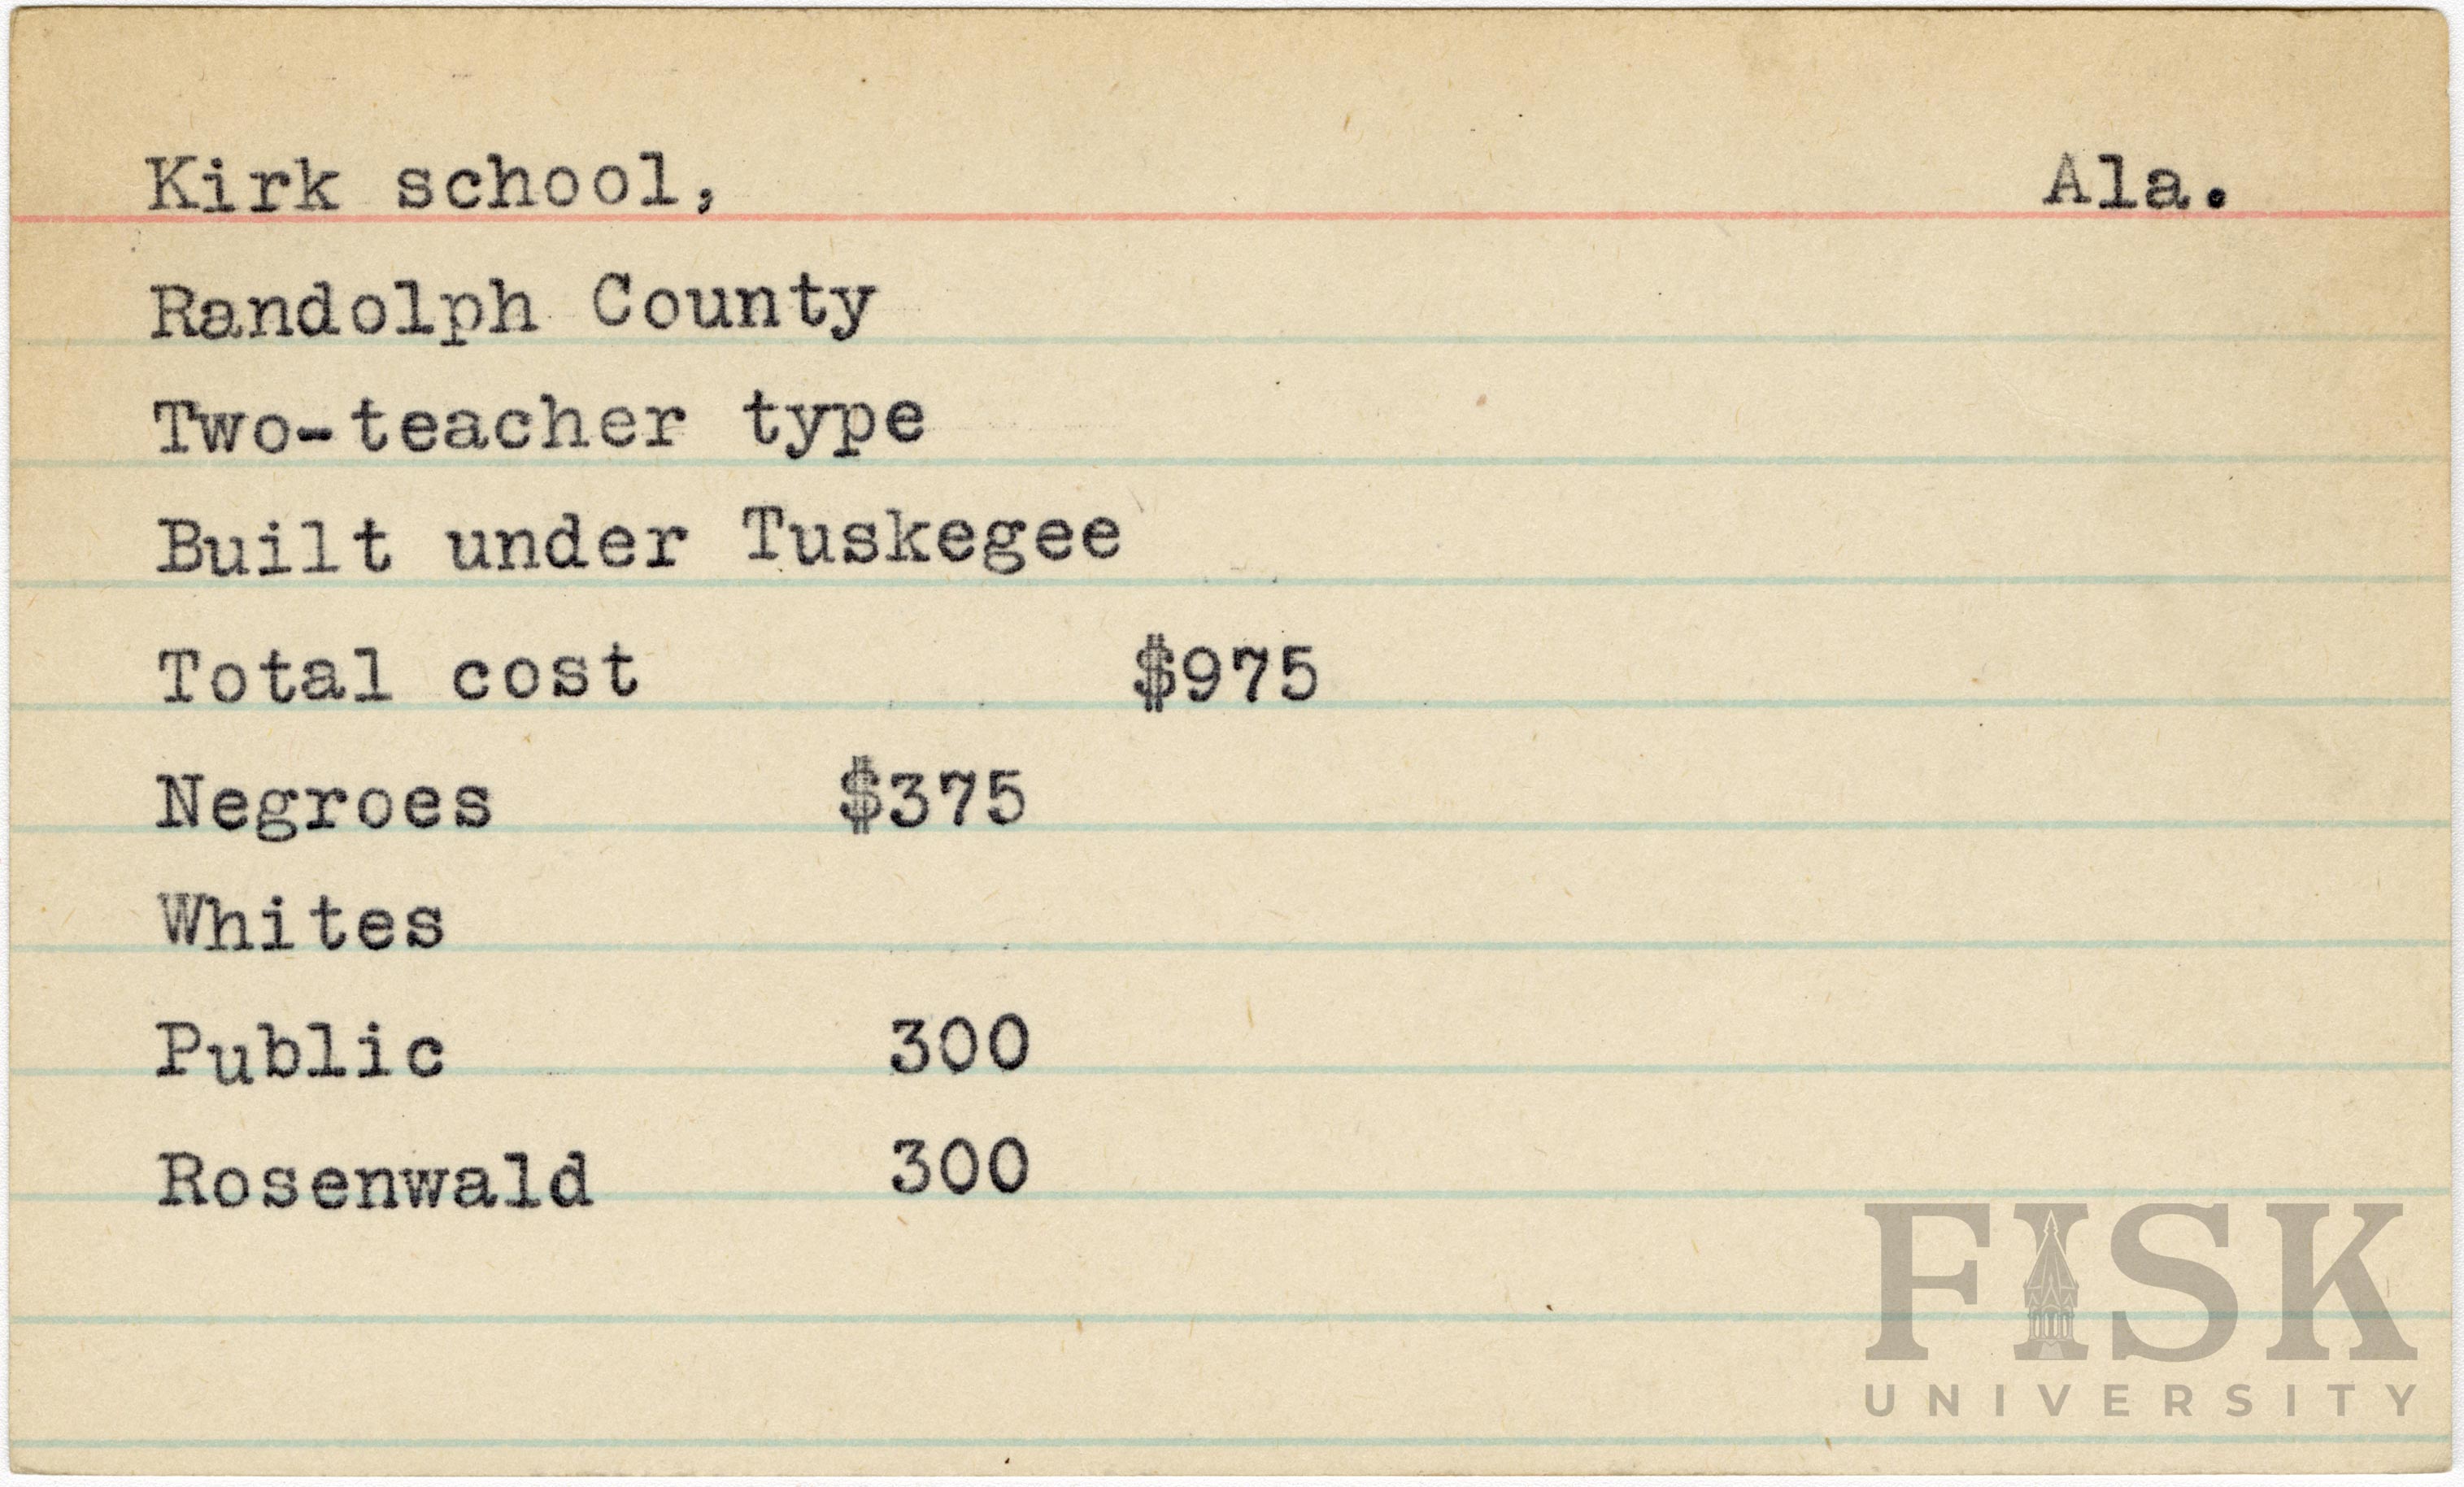 Kirk school, Ala.
Randolph County
Two-teacher type
Built under Tuskegee
Total cost $975
Negroes $375
Whites
Public 300
Rosenwald 300
FISK
UNIVERSITY